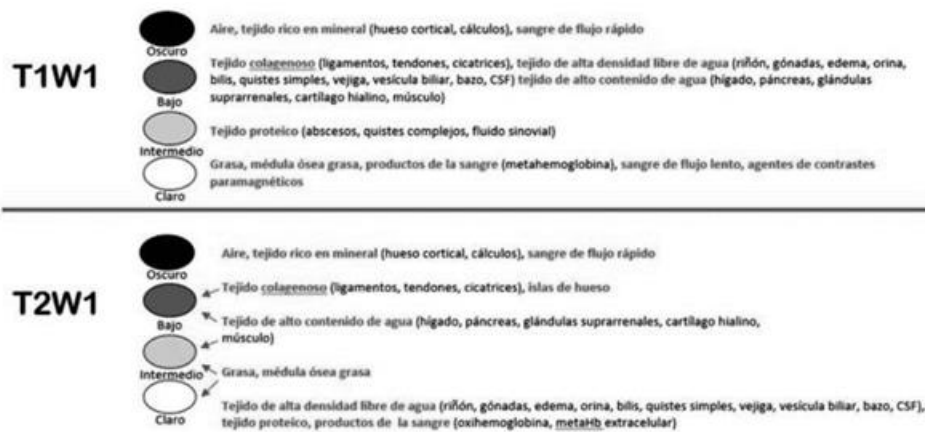 Aire, tejido rico en mineral (hueso cortical, cálculos), sangre de flujo rápido
Oscuro
T1W1
Tejido colagenoso (ligamentos, tendones, cicatrices), tejido de alta densidad libre de agua (riñón, gónadas, edema, orina,
bilis, quistes simples, vejiga, vesícula biliar, bazo, CSF) tejido de alto contenido de agua (hígado, páncreas, glándulas
suprarrenales, cartílago hialino, músculo)
Bajo
Tejido proteico (abscesos, quistes complejos, fluido sinovial)
Intermedio
Grasa, médula ósea grasa, productos de la sangre (metahemoglobina), sangre de flujo lento, agentes de contrastes
paramagnéticos
Claro
Aire, tejido rico en mineral (hueso cortical, cálculos), sangre de flujo rápido
Oscuro
T2W1
Tejido colagenoso (ligamentos, tendones, cicatrices), islas de hueso
Bajo
Tejido de alto contenido de agua (hígado, páncreas, glándulas suprarrenales, cartílago hialino,
músculo)
Intermedio
Grasa, médula ósea grasa
Claro
Tejido de alta densidad libre de agua (riñón, gónadas, edema, orina, bilis, quistes simples, vejiga, vesícula biliar, bazo, CSF),
tejido proteico, productos de la sangre (oxihemoglobina, metaHb extracelular)